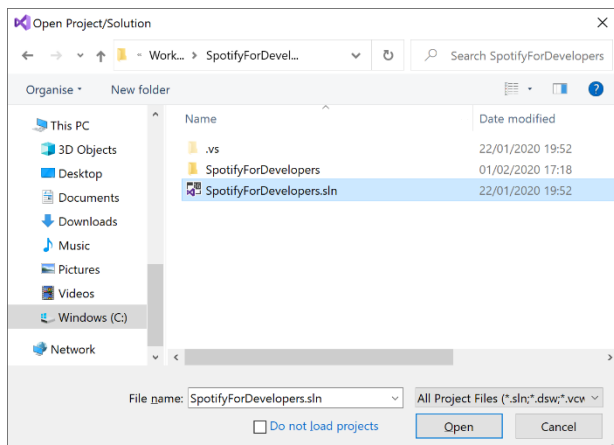 Open Project/Solution
Work... SpotifyForDevel... Search SpotifyForDevelopers
Organise New folder
This PC
3D Objects
Desktop
Documents
Downloads
Music
Pictures
Videos
Windows (C:)
Network
Name Date modified
.vs 22/01/2020 19:52
SpotifyForDevelopers 01/02/2020 17:18
SpotifyForDevelopers.sln 22/01/2020 19:52
File name: SpotifyForDevelopers.sln All Project Files (*.sln;*.dsw;*.vcw
Do not load projects Open Cancel